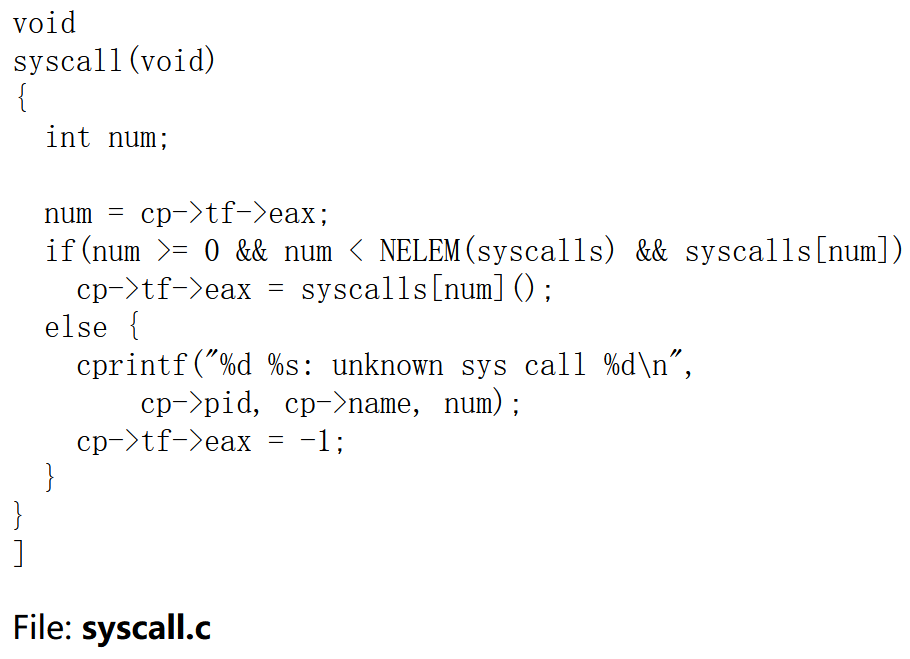 void
syscall(void)
{
  int num;

  num = cp->tf->eax;
  if(num >= 0 && num < NELEM(syscalls) && syscalls[num])
    cp->tf->eax = syscalls[num]();
  else {
    cprintf("%d %s: unknown sys call %d\n",
        cp->pid, cp->name, num);
    cp->tf->eax = -1;
  }
}
]
File: syscall.c